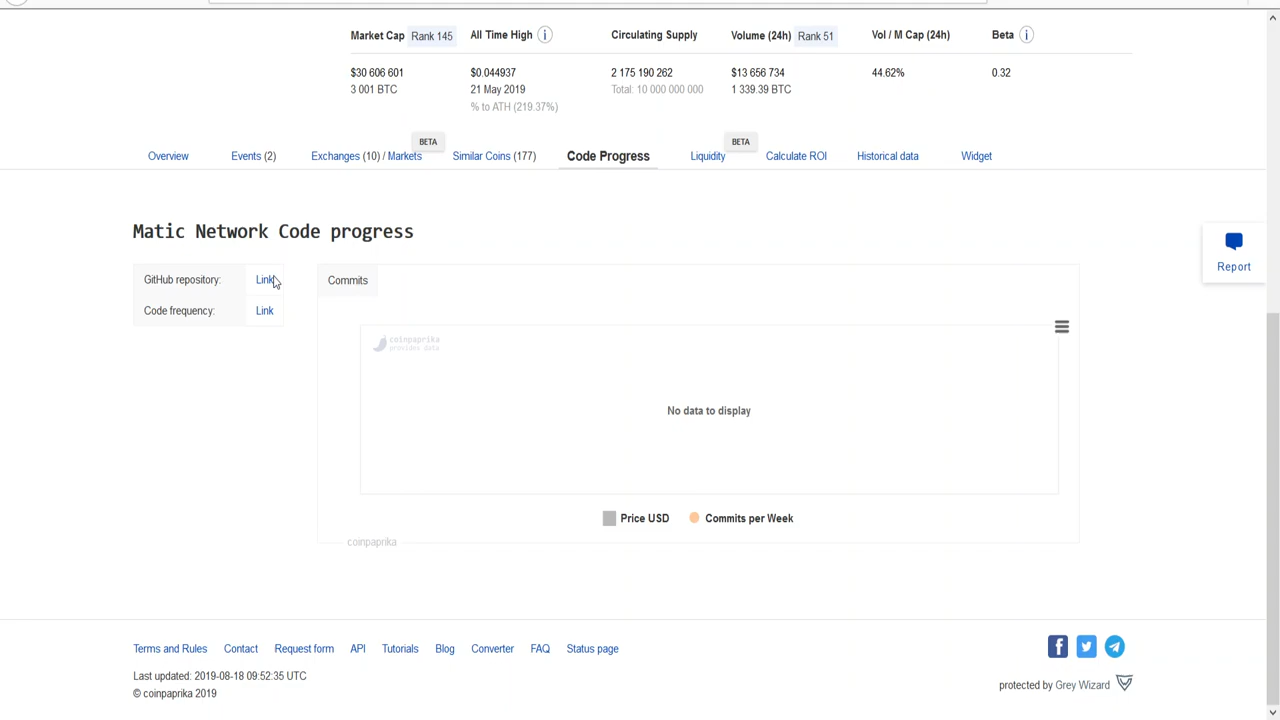 Market Cap Rank 145 All Time High i Circulating Supply Volume (24h) Rank 51 Vol / M Cap (24h) Beta i
$30 606 601 $0.044937 2 175 190 262 $13 656 734 44.62% 0.32
3 001 BTC 21 May 2019 Total: 10 000 000 000 1 339.39 BTC
% to ATH (219.37%)
BETA BETA
Overview Events (2) Exchanges (10) / Markets Similar Coins (177) Code Progress Liquidity Calculate ROI Historical data Widget
Matic Network Code progress
Report
GitHub repository: Link Commits
Code frequency: Link
coinpaprika
provides data
No data to display
Price USD Commits per Week
coinpaprika
Terms and Rules Contact Request form API Tutorials Blog Converter FAQ Status page
Last updated: 2019-08-18 09:52:35 UTC
protected by Grey Wizard
© coinpaprika 2019